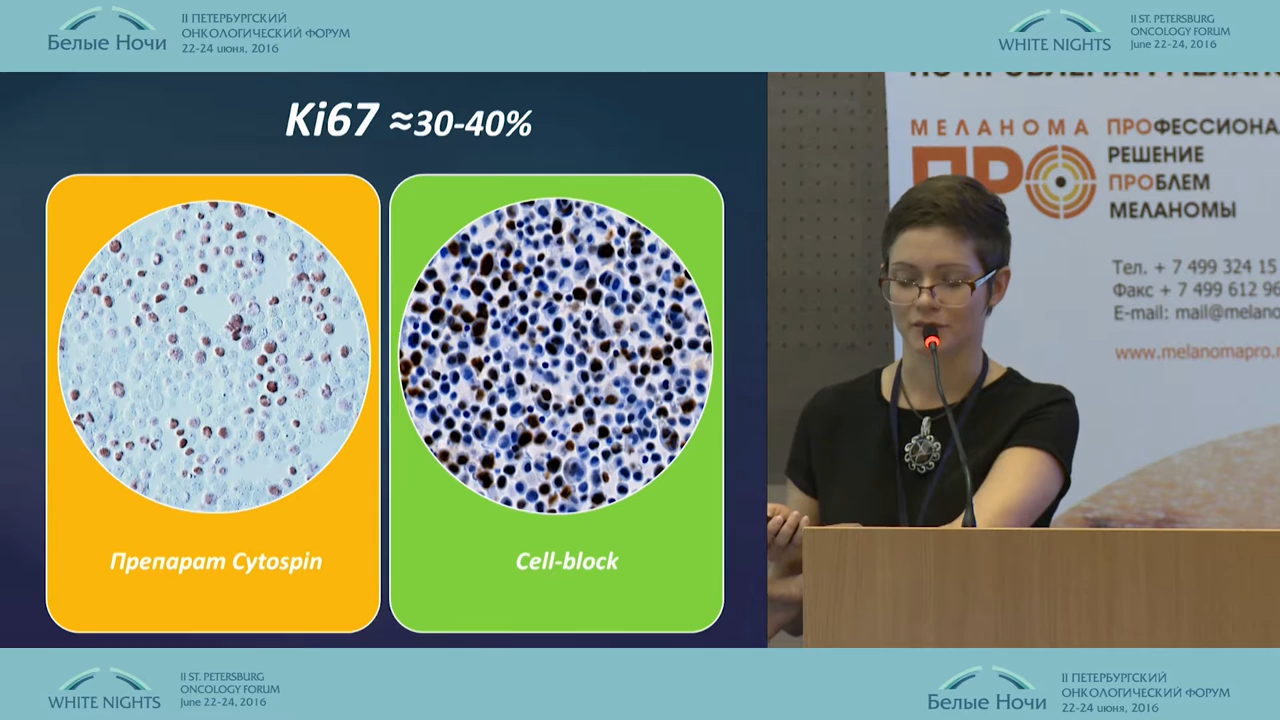 Белые Ночи
II ПЕТЕРБУРГСКИЙ
ОНКОЛОГИЧЕСКИЙ ФОРУМ
22-24 июня, 2016
WHITE NIGHTS
II ST. PETERSBURG
ONCOLOGY FORUM
June 22-24, 2016
Ki67 ≈30-40%
Препарат Cytospin
Cell-block
МЕЛАНОМА
ПРО
ПРОФЕССИОНА
РЕШЕНИЕ
ПРОБЛЕМ
МЕЛАНОМЫ
Тел. + 7 499 324 15
Факс + 7 499 612 96
E-mail: mail@melano
www.melanomapro.r
WHITE NIGHTS
II ST. PETERSBURG
ONCOLOGY FORUM
June 22-24, 2016
Белые Ночи
II ПЕТЕРБУРГСКИЙ
ОНКОЛОГИЧЕСКИЙ ФОРУМ
22-24 июня, 2016